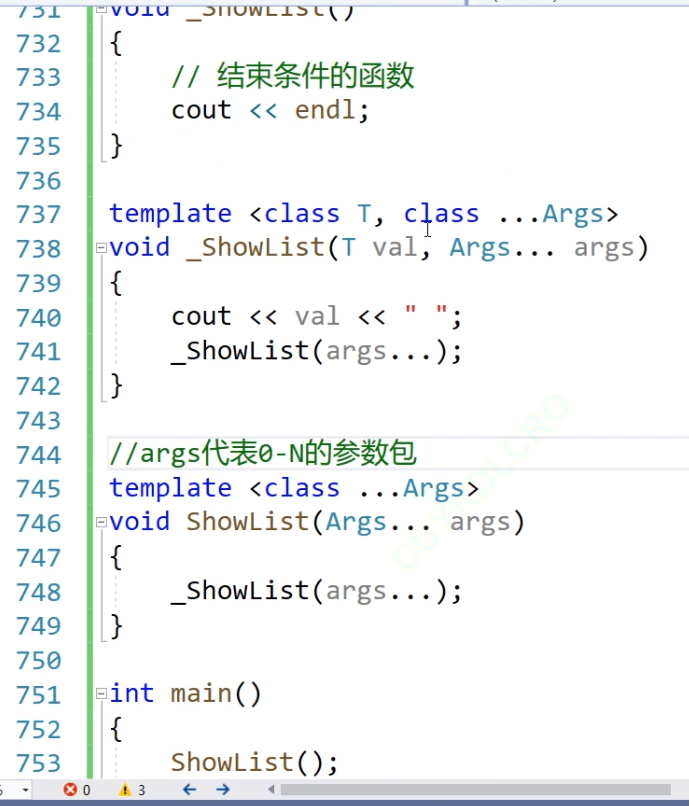 731 void _ShowList()
732 {
733 // 结束条件的函数
734 cout << endl;
735 }
736
737 template <class T, class ...Args>
738 void _ShowList(T val, Args... args)
739 {
740 cout << val << " ";
741 _ShowList(args...);
742 }
743
744 //args代表0-N的参数包
745 template <class ...Args>
746 void ShowList(Args... args)
747 {
748 _ShowList(args...);
749 }
750
751 int main()
752 {
753 ShowList();
0 3